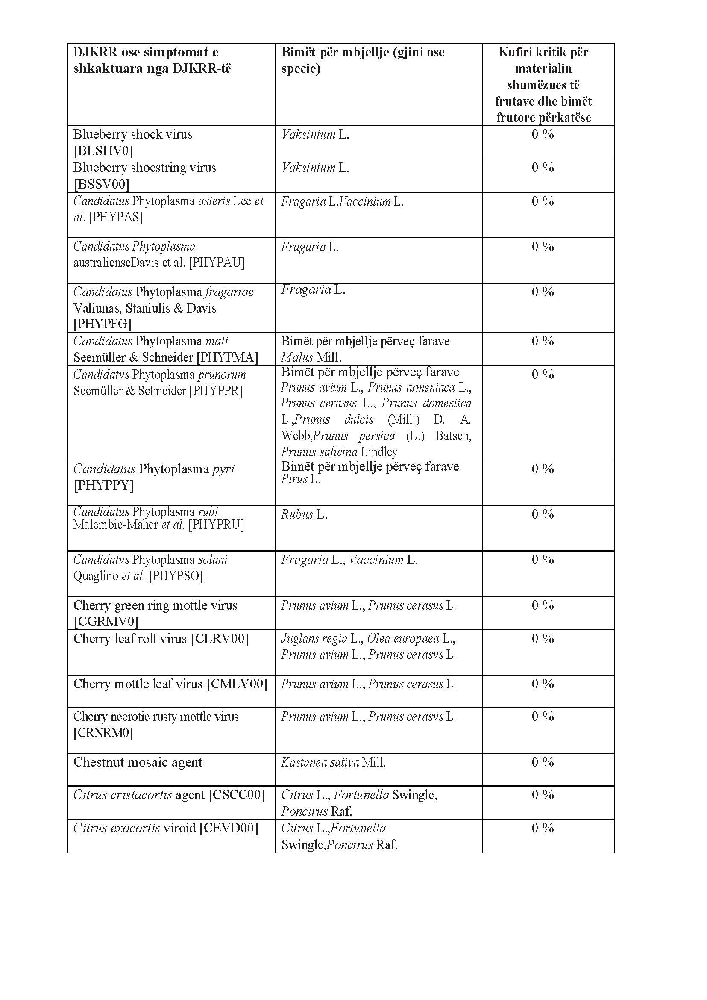 DJKRR ose simptomat e
shkaktuara nga DJKRR-të
Bimët për mbjellje (gjini ose
specie)
Kufiri kritik për
materialin
shumëzues të
frutave dhe bimët
frutore përkatëse
Blueberry shock virus
[BLSHV0]
Vaksinium L.
0 %
Blueberry shoestring virus
[BSSV00]
Vaksinium L.
0 %
Candidatus Phytoplasma asteris Lee et
al. [PHYPAS]
Fragaria L.Vaccinium L.
0 %
Candidatus Phytoplasma
australienseDavis et al. [PHYPAU]
Fragaria L.
0 %
Candidatus Phytoplasma fragariae
Valiunas, Staniulis & Davis
[PHYPFG]
Fragaria L.
0 %
Candidatus Phytoplasma mali
Seemüller & Schneider [PHYPMA]
Bimët për mbjellje përveç farave
Malus Mill.
0 %
Candidatus Phytoplasma prunorum
Seemüller & Schneider [PHYPPR]
Bimët për mbjellje përveç farave
Prunus avium L., Prunus armeniaca L.,
Prunus cerasus L., Prunus domestica
L.,Prunus dulcis (Mill.) D. A.
Webb,Prunus persica (L.) Batsch,
Prunus salicina Lindley
0 %
Candidatus Phytoplasma pyri
[PHYPPY]
Bimët për mbjellje përveç farave
Pirus L.
0 %
Candidatus Phytoplasma rubi
Malembic-Maher et al. [PHYPRU]
Rubus L.
0 %
Candidatus Phytoplasma solani
Quaglino et al. [PHYPSO]
Fragaria L., Vaccinium L.
0 %
Cherry green ring mottle virus
[CGRMV0]
Prunus avium L., Prunus cerasus L.
0 %
Cherry leaf roll virus [CLRV00]
Juglans regia L., Olea europaea L.,
Prunus avium L., Prunus cerasus L.
0 %
Cherry mottle leaf virus [CMLV00]
Prunus avium L., Prunus cerasus L.
0 %
Cherry necrotic rusty mottle virus
[CRNRM0]
Prunus avium L., Prunus cerasus L.
0 %
Chestnut mosaic agent
Kastanea sativa Mill.
0 %
Citrus cristacortis agent [CSCC00]
Citrus L., Fortunella Swingle,
Poncirus Raf.
0 %
Citrus exocortis viroid [CEVD00]
Citrus L.,Fortunella
Swingle,Poncirus Raf.
0 %